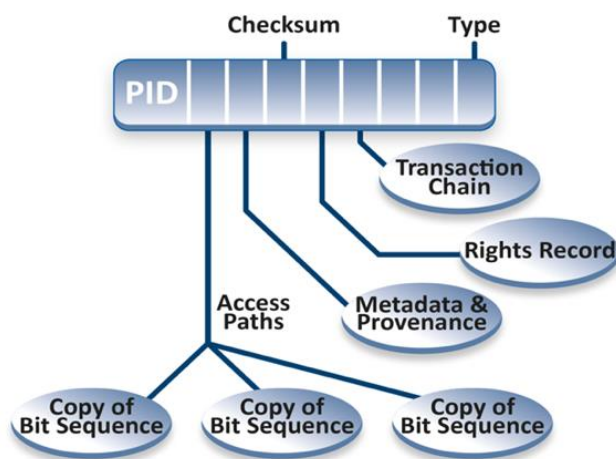 Checksum
Type
PID
Transaction
Chain
Rights Record
Access
Paths
Metadata &
Provenance
Copy of
Bit Sequence
Copy of
Bit Sequence
Copy of
Bit Sequence